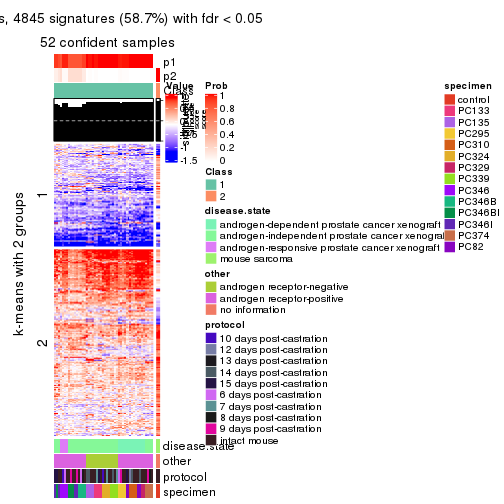 s, 4845 signatures (58.7%) with fdr < 0.05
52 confident samples
p1
p2
Class
k-means with 2 groups
1
2
disease.state
other
protocol
specimen
Value
1
-1
-1.5
Prob
1
0.8
0.6
0.4
0.2
0
Class
1
2
disease.state
androgen-dependent prostate cancer xenograft
androgen-independent prostate cancer xenograft
androgen-responsive prostate cancer xenograft
mouse sarcoma
other
androgen receptor-negative
androgen receptor-positive
no information
protocol
10 days post-castration
12 days post-castration
13 days post-castration
14 days post-castration
15 days post-castration
6 days post-castration
7 days post-castration
8 days post-castration
9 days post-castration
intact mouse
specimen
control
PC133
PC135
PC295
PC310
PC324
PC329
PC339
PC346
PC346B
PC346BI
PC346I
PC374
PC82